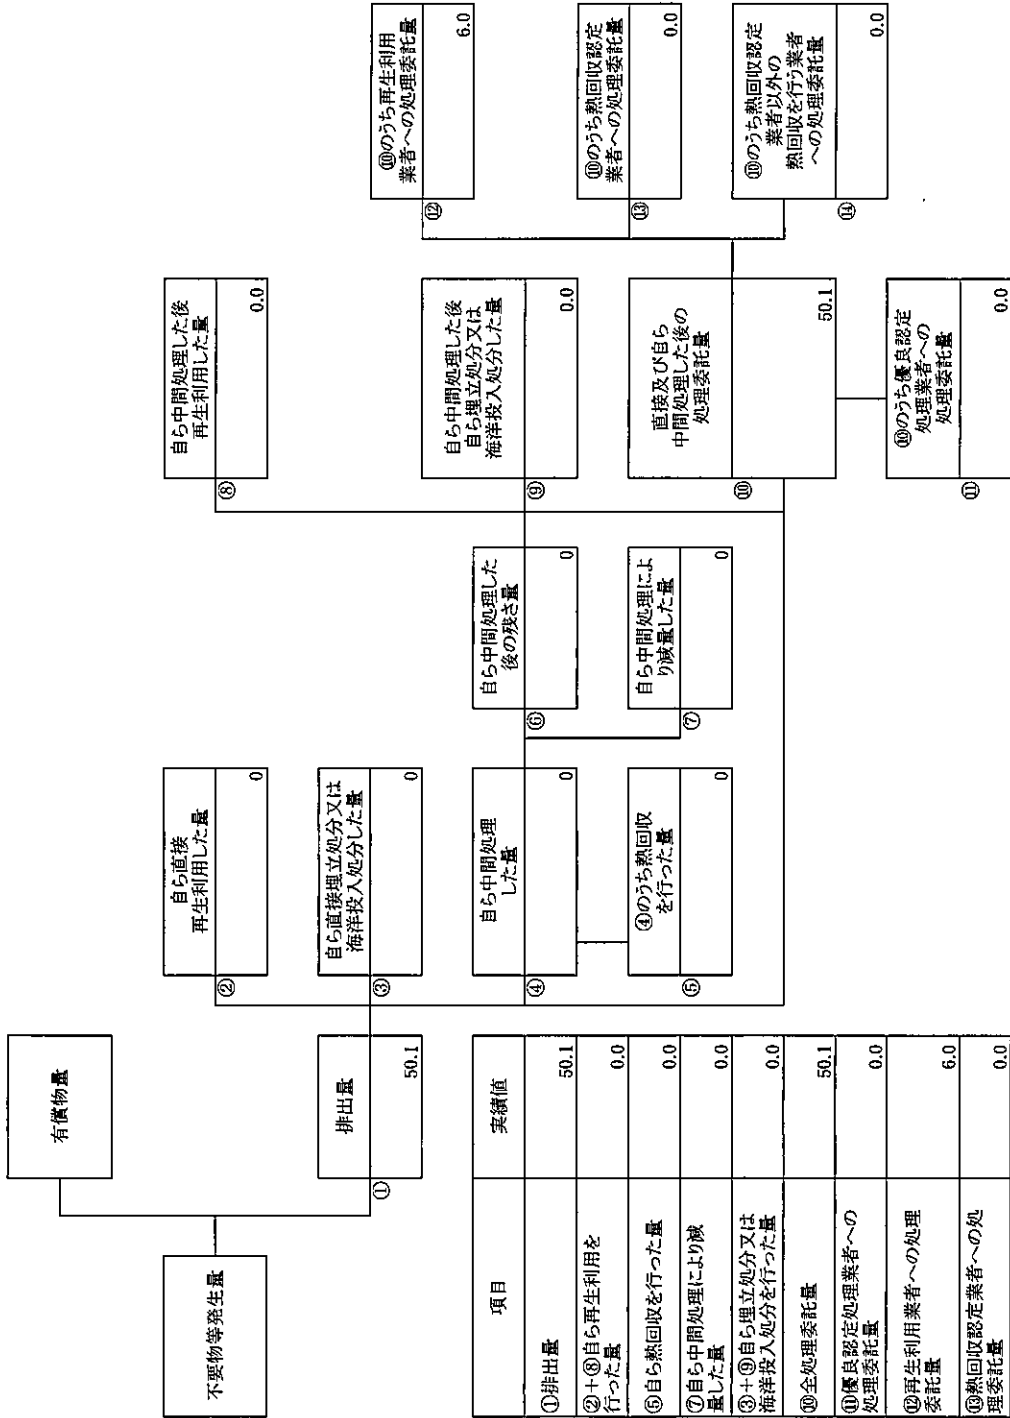 不要物等発生量
有償物量
排出量
①
50.1
自ら直接
再生利用した量
②
0
自ら直接埋立処分又は
海洋投入処分した量
③
0
自ら中間処理
した量
④
0
④のうち熱回収
を行った量
⑤
0
自ら中間処理した
後の残さ量
⑥
0
自ら中間処理によ
り減量した量
⑦
0
自ら中間処理した後
再生利用した量
⑧
0.0
自ら中間処理した後
自ら埋立処分又は
海洋投入処分した量
⑨
0.0
直接及び自ら
中間処理した後の
処理委託量
⑩
50.1
⑩のうち優良認定
処理業者への
処理委託量
⑪
0.0
⑩のうち再生利用
業者への処理委託量
⑫
6.0
⑩のうち熱回収認定
業者への処理委託量
⑬
0.0
⑩のうち熱回収認定
業者以外の
熱回収を行う業者
への処理委託量
⑭
0.0
項目 実績値
①排出量 50.1
②+⑧自ら再生利用を
行った量 0.0
⑤自ら熱回収を行った量 0.0
⑦自ら中間処理により減
量した量 0.0
③+⑨自ら埋立処分又は
海洋投入処分を行った量 0.0
⑩全処理委託量 50.1
⑪優良認定処理業者への
処理委託量 0.0
⑫再生利用業者への処理
委託量 6.0
⑬熱回収認定業者への処
理委託量 0.0